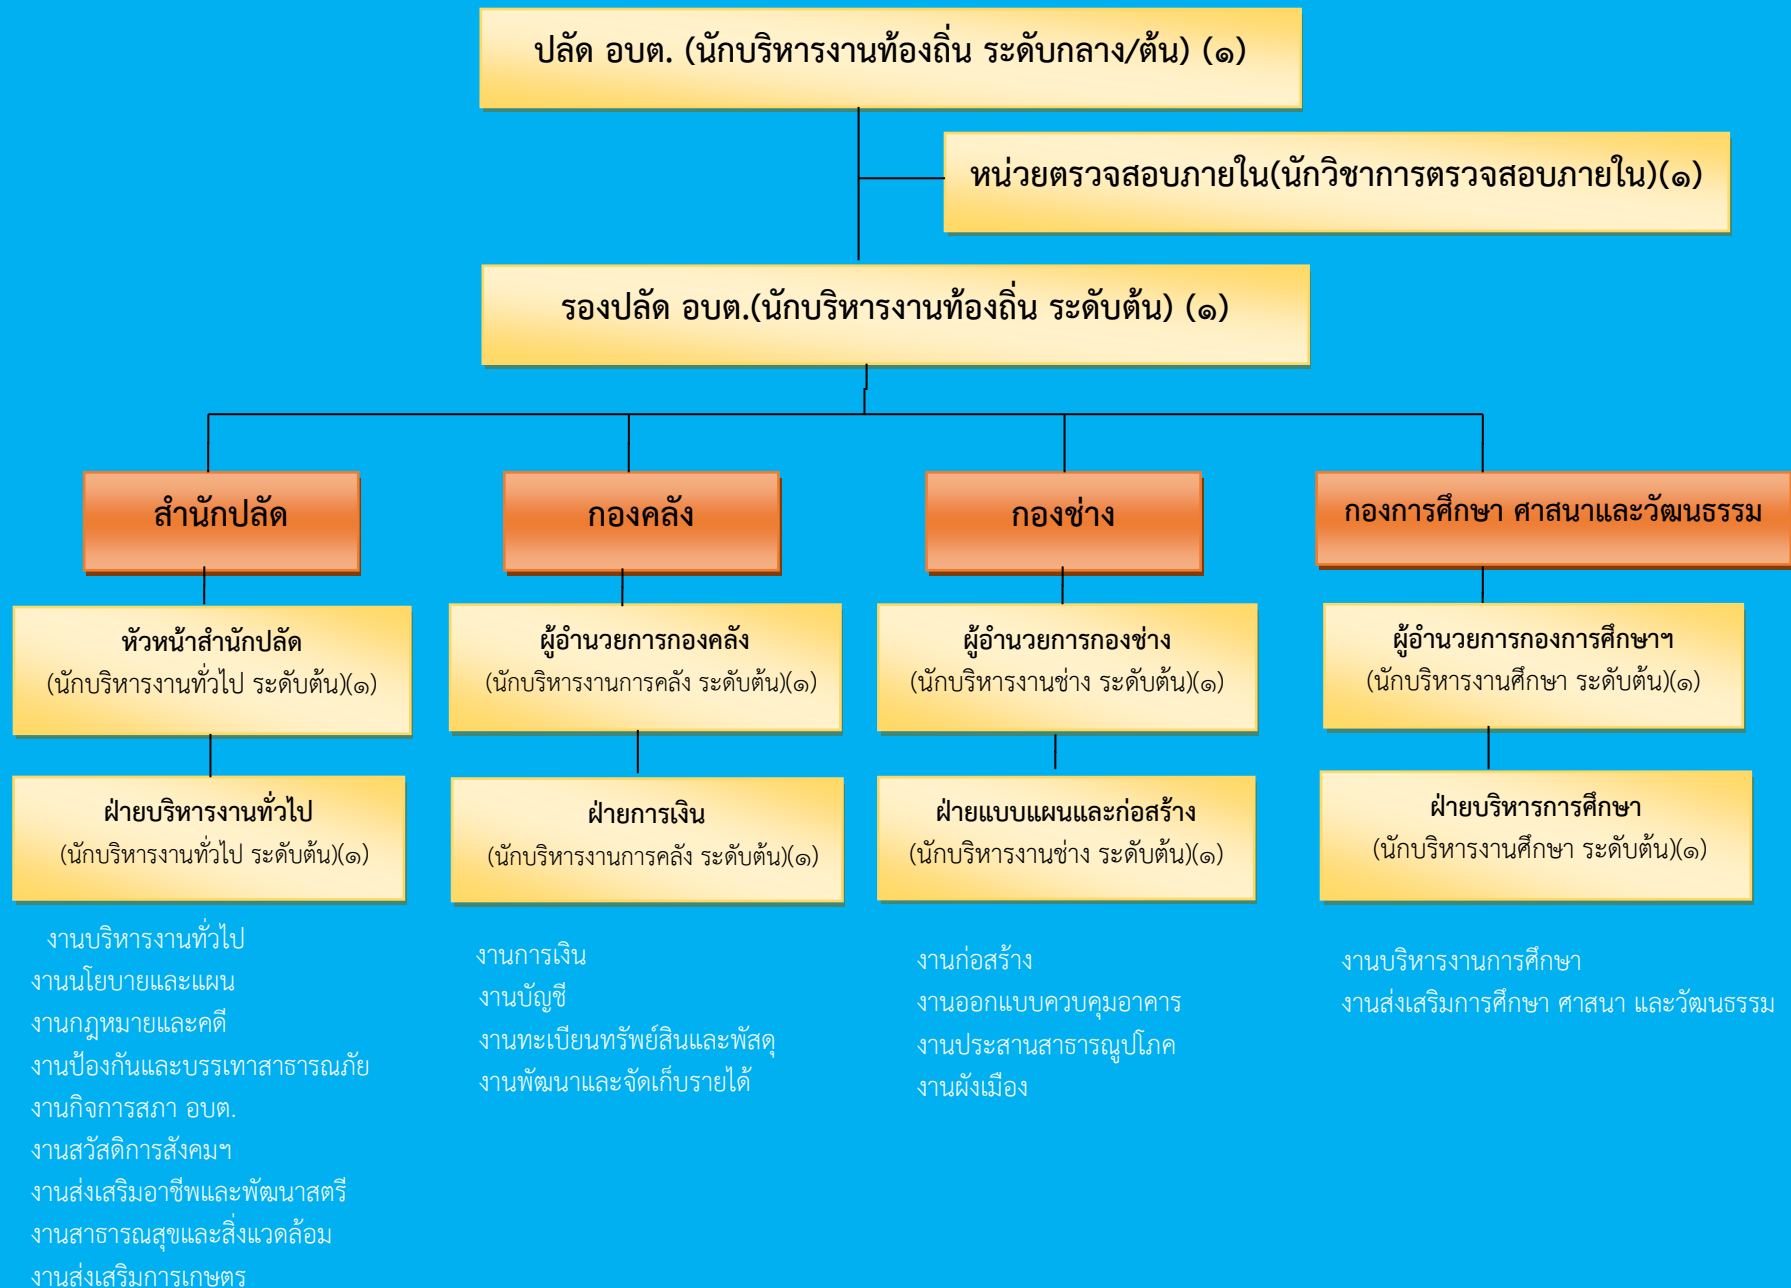 ปลัด อบต. (นักบริหารงานท้องถิ่น ระดับกลาง/ต้น) (๑)
หน่วยตรวจสอบภายใน(นักวิชาการตรวจสอบภายใน)(๑)
รองปลัด อบต.(นักบริหารงานท้องถิ่น ระดับต้น) (๑)
สำนักปลัด
กองคลัง
กองช่าง
กองการศึกษา ศาสนาและวัฒนธรรม
หัวหน้าสำนักปลัด
(นักบริหารงานทั่วไป ระดับต้น)(๑)
ผู้อำนวยการกองคลัง
(นักบริหารงานการคลัง ระดับต้น)(๑)
ผู้อำนวยการกองช่าง
(นักบริหารงานช่าง ระดับต้น)(๑)
ผู้อำนวยการกองการศึกษาฯ
(นักบริหารงานศึกษา ระดับต้น)(๑)
ฝ่ายบริหารงานทั่วไป
(นักบริหารงานทั่วไป ระดับต้น)(๑)
ฝ่ายการเงิน
(นักบริหารงานการคลัง ระดับต้น)(๑)
ฝ่ายแบบแผนและก่อสร้าง
(นักบริหารงานช่าง ระดับต้น)(๑)
ฝ่ายบริหารการศึกษา
(นักบริหารงานศึกษา ระดับต้น)(๑)
งานบริหารงานทั่วไป
งานนโยบายและแผน
งานกฎหมายและคดี
งานป้องกันและบรรเทาสาธารณภัย
งานกิจการสภา อบต.
งานสวัสดิการสังคมฯ
งานส่งเสริมอาชีพและพัฒนาสตรี
งานสาธารณสุขและสิ่งแวดล้อม
งานส่งเสริมการเกษตร
งานการเงิน
งานบัญชี
งานทะเบียนทรัพย์สินและพัสดุ
งานพัฒนาและจัดเก็บรายได้
งานก่อสร้าง
งานออกแบบควบคุมอาคาร
งานประสานสาธารณูปโภค
งานผังเมือง
งานบริหารงานการศึกษา
งานส่งเสริมการศึกษา ศาสนา และวัฒนธรรม